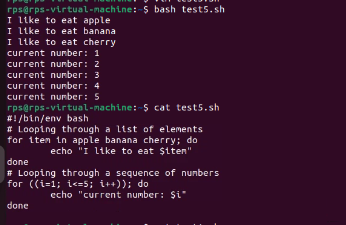 rps@rps-virtual-machine:~$ bash test5.sh
I like to eat apple
I like to eat banana
I like to eat cherry
current number: 1
current number: 2
current number: 3
current number: 4
current number: 5
rps@rps-virtual-machine:~$ cat test5.sh
#!/bin/env bash
# Looping through a list of elements
for item in apple banana cherry; do
        echo "I like to eat $item"
done
# Looping through a sequence of numbers
for ((i=1; i<=5; i++)); do
        echo "current number: $i"
done